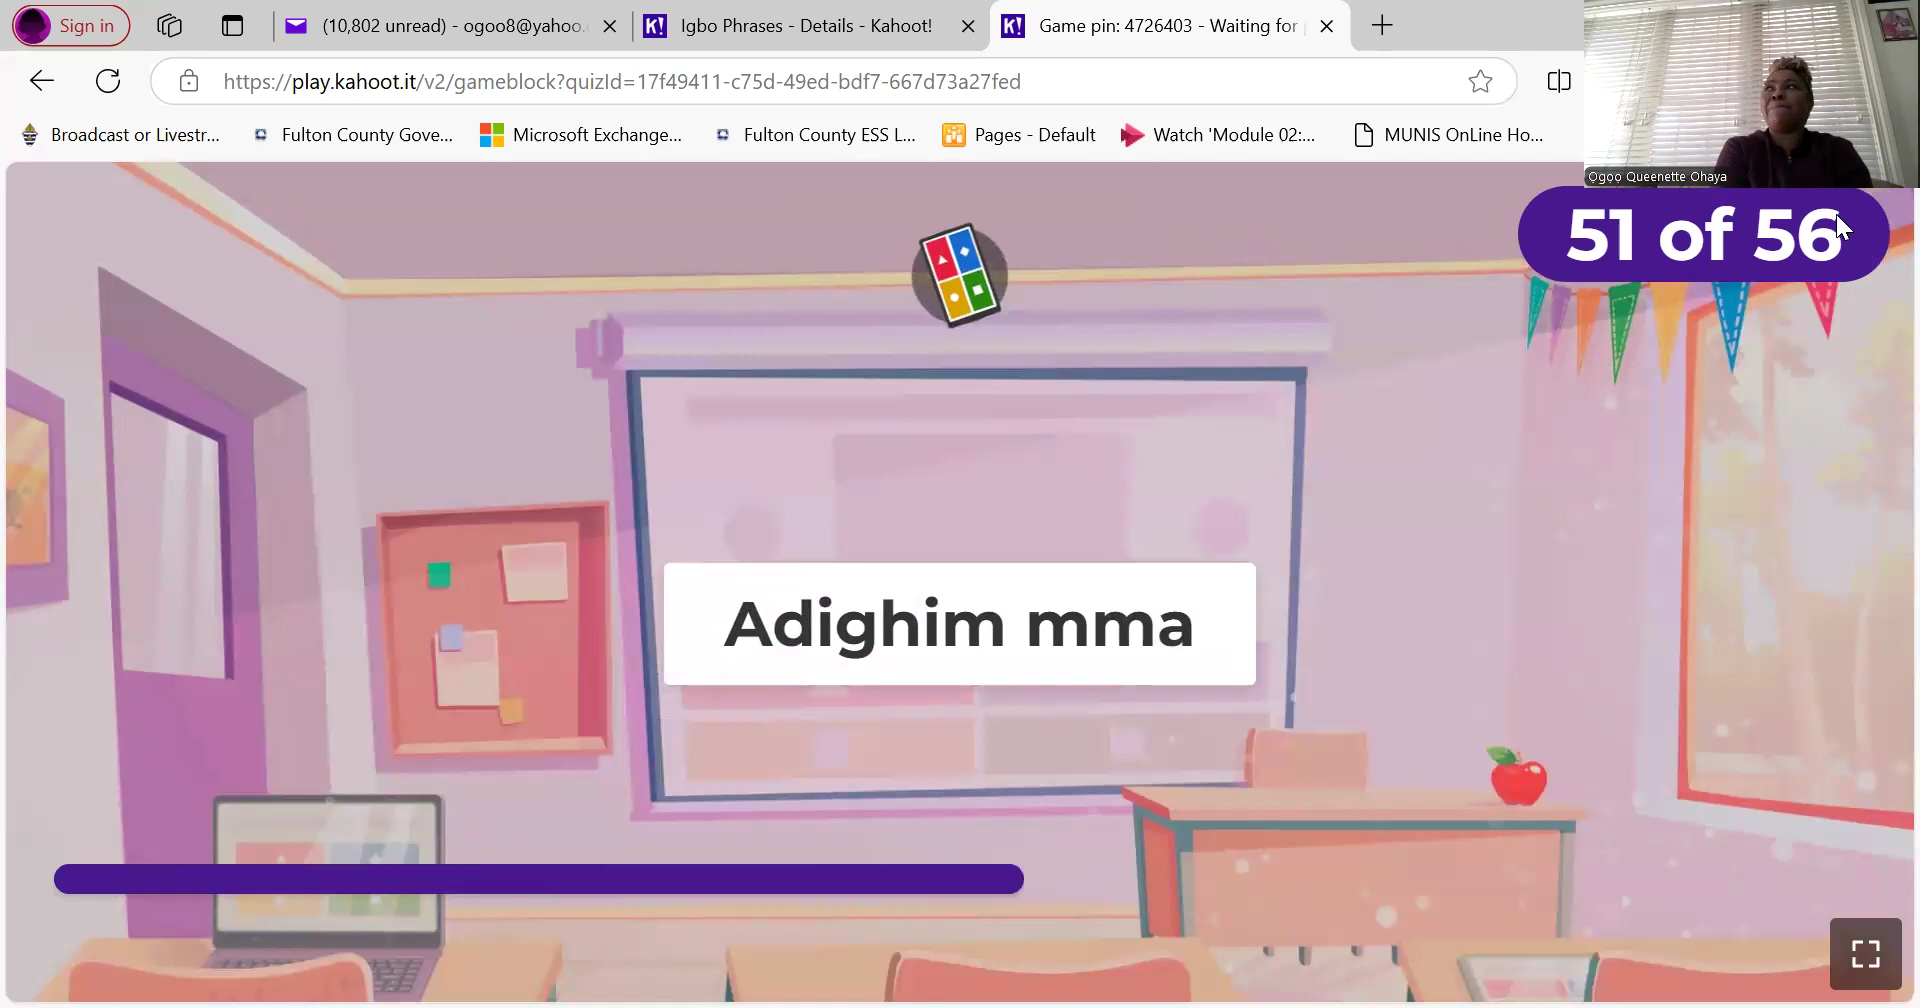 Sign in
(10,802 unread) - ogoo8@yahoo.
Igbo Phrases - Details - Kahoot!
Game pin: 4726403 - Waiting for p
https://play.kahoot.it/v2/gameblock?quizId=17f49411-c75d-49ed-bdf7-667d73a27fed
Broadcast or Livestr...
Fulton County Gove...
Microsoft Exchange...
Fulton County ESS L...
Pages - Default
Watch 'Module 02:...
MUNIS OnLine Ho...
Ogọọ Queenette Ohaya
51 of 56
Adighim mma